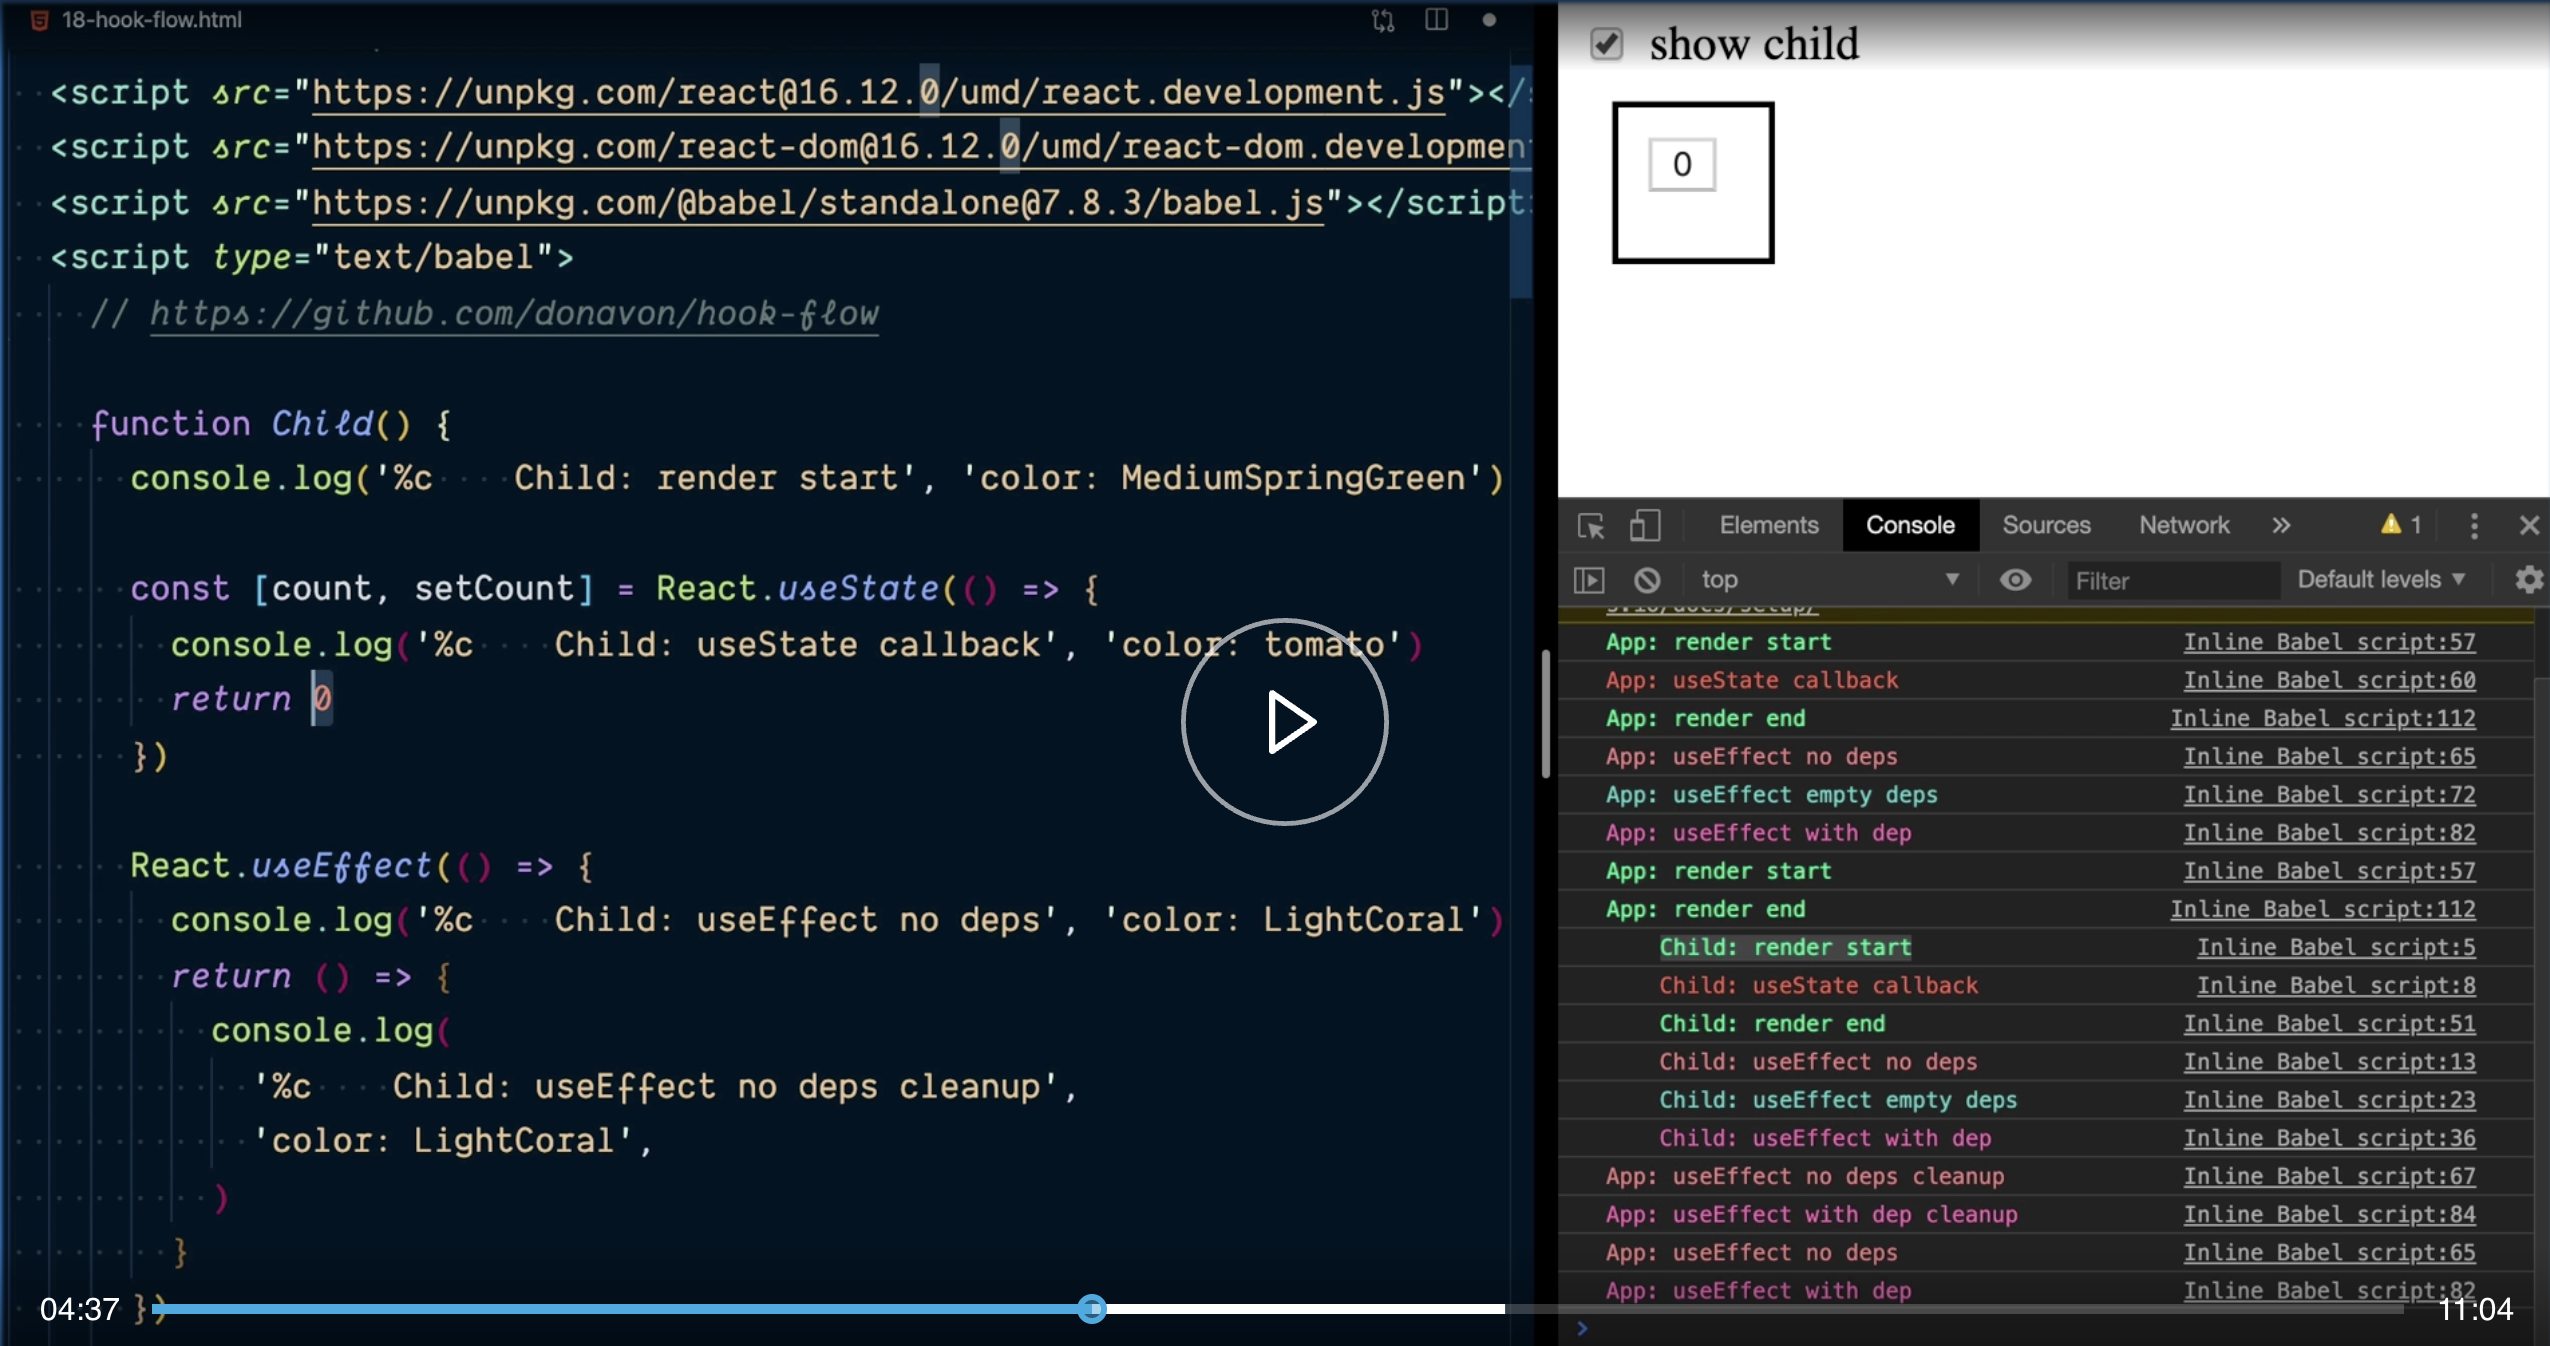 18-hook-flow.html
<script src="https://unpkg.com/react@16.12.0/umd/react.development.js"></
<script src="https://unpkg.com/react-dom@16.12.0/umd/react-dom.developmen
<script src="https://unpkg.com/@babel/standalone@7.8.3/babel.js"></script
<script type="text/babel">
// https://github.com/donavon/hook-flow
function Child() {
console.log('%c    Child: render start', 'color: MediumSpringGreen')
const [count, setCount] = React.useState(() => {
console.log('%c    Child: useState callback', 'color: tomato')
return 0
})
React.useEffect(() => {
console.log('%c    Child: useEffect no deps', 'color: LightCoral')
return () => {
console.log(
'%c    Child: useEffect no deps cleanup',
'color: LightCoral',
)
}
})
04:37
show child
0
Elements Console Sources Network » 1
top Filter Default levels
App: render start Inline Babel script:57
App: useState callback Inline Babel script:60
App: render end Inline Babel script:112
App: useEffect no deps Inline Babel script:65
App: useEffect empty deps Inline Babel script:72
App: useEffect with dep Inline Babel script:82
App: render start Inline Babel script:57
App: render end Inline Babel script:112
Child: render start Inline Babel script:5
Child: useState callback Inline Babel script:8
Child: render end Inline Babel script:51
Child: useEffect no deps Inline Babel script:13
Child: useEffect empty deps Inline Babel script:23
Child: useEffect with dep Inline Babel script:36
App: useEffect no deps cleanup Inline Babel script:67
App: useEffect with dep cleanup Inline Babel script:84
App: useEffect no deps Inline Babel script:65
App: useEffect with dep Inline Babel script:82
>
11:04